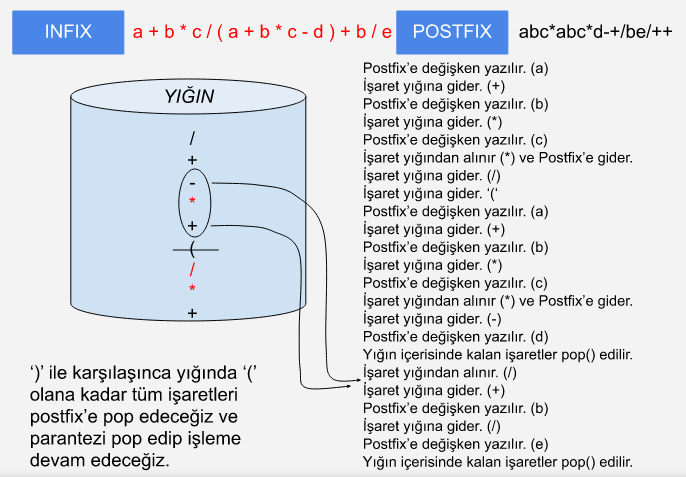 INFIX
a + b * c / ( a + b * c - d ) + b / e
POSTFIX
abc*abc*d-+/be/++
YIĞIN
/
+
-
*
+
(
/
*
+
‘)’ ile karşılaşınca yığında ‘(’
olana kadar tüm işaretleri
postfix’e pop edeceğiz ve
parantezi pop edip işleme
devam edeceğiz.
Postfix’e değişken yazılır. (a)
İşaret yığına gider. (+)
Postfix’e değişken yazılır. (b)
İşaret yığına gider. (*)
Postfix’e değişken yazılır. (c)
İşaret yığından alınır (*) ve Postfix’e gider.
İşaret yığına gider. (/)
İşaret yığına gider. ‘(‘
Postfix’e değişken yazılır. (a)
İşaret yığına gider. (+)
Postfix’e değişken yazılır. (b)
İşaret yığına gider. (*)
Postfix’e değişken yazılır. (c)
İşaret yığından alınır (*) ve Postfix’e gider.
İşaret yığına gider. (-)
Postfix’e değişken yazılır. (d)
Yığın içerisinde kalan işaretler pop() edilir.
İşaret yığından alınır. (/)
İşaret yığına gider. (+)
Postfix’e değişken yazılır. (b)
İşaret yığına gider. (/)
Postfix’e değişken yazılır. (e)
Yığın içerisinde kalan işaretler pop() edilir.